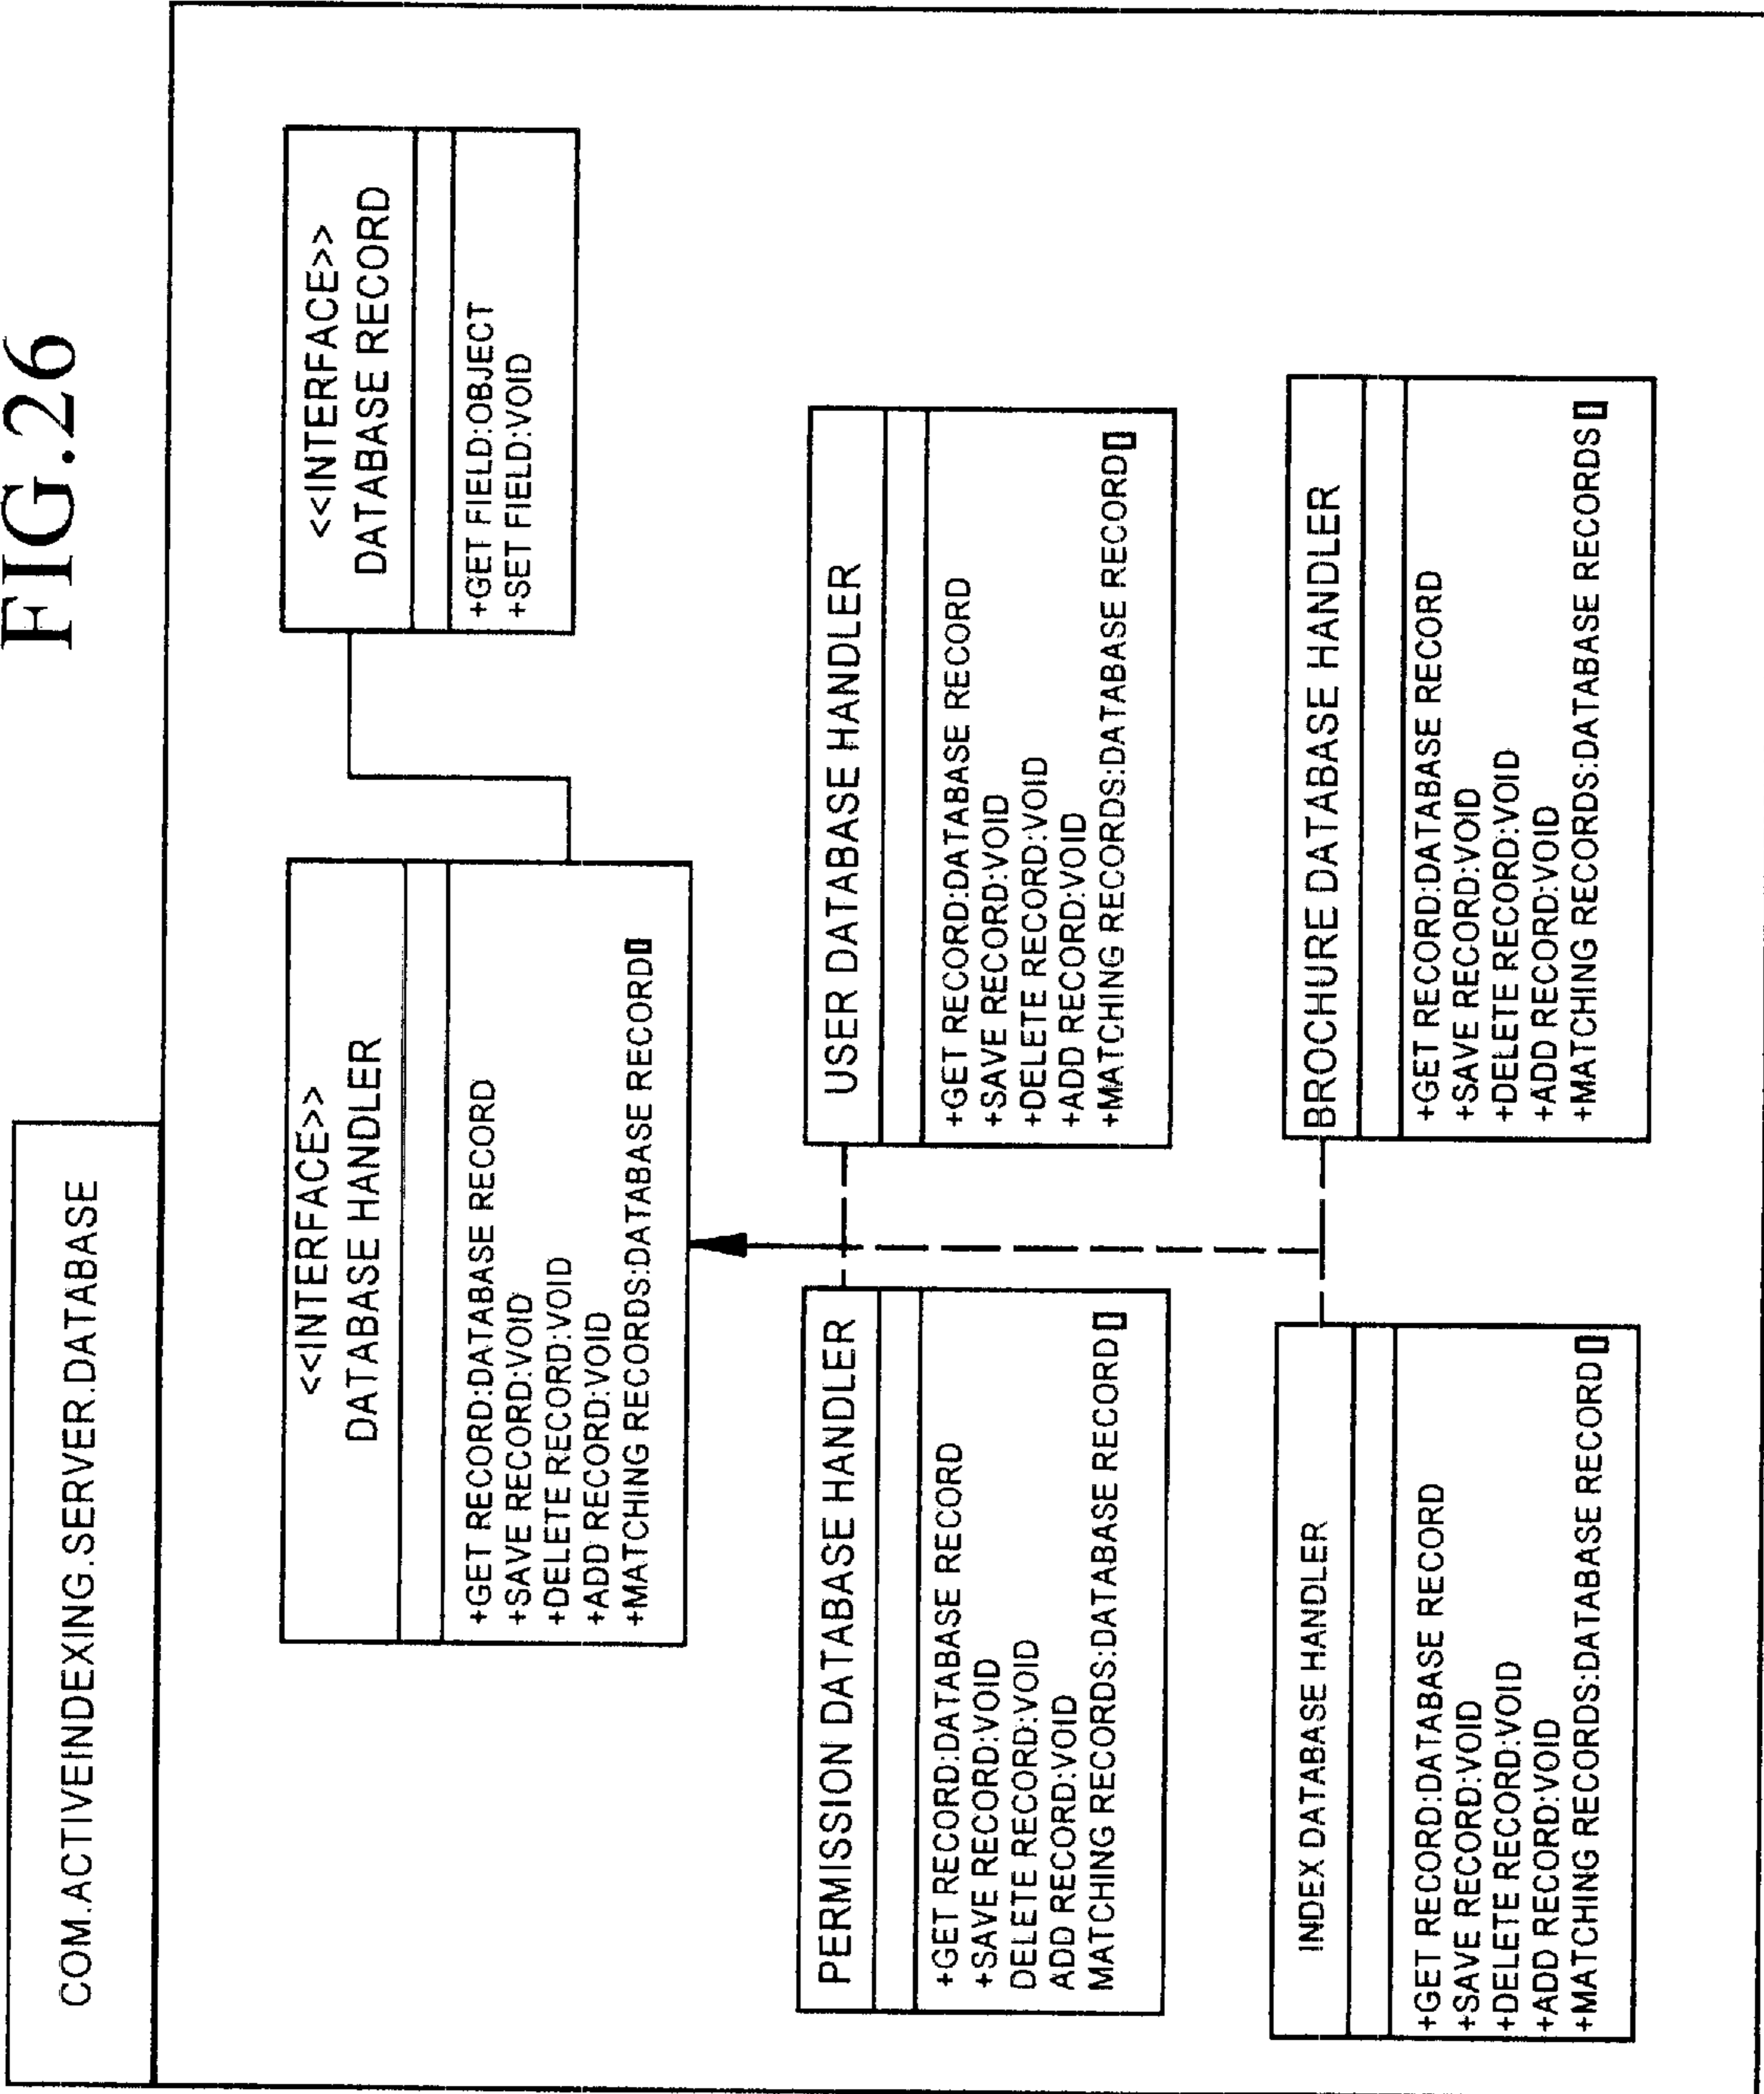 FIG.26
COM.ACTIVEINDEXING.SERVER.DATABASE
<<INTERFACE>>
DATABASE HANDLER
+GET RECORD:DATABASE RECORD
+SAVE RECORD:VOID
+DELETE RECORD:VOID
+ADD RECORD:VOID
+MATCHING RECORDS:DATABASE RECORD[]
<<INTERFACE>>
DATABASE RECORD
+GET FIELD:OBJECT
+SET FIELD:VOID
PERMISSION DATABASE HANDLER
+GET RECORD:DATABASE RECORD
+SAVE RECORD:VOID
DELETE RECORD:VOID
ADD RECORD:VOID
MATCHING RECORDS:DATABASE RECORD[]
USER DATABASE HANDLER
+GET RECORD:DATABASE RECORD
+SAVE RECORD:VOID
+DELETE RECORD:VOID
+ADD RECORD:VOID
+MATCHING RECORDS:DATABASE RECORD[]
INDEX DATABASE HANDLER
+GET RECORD:DATABASE RECORD
+SAVE RECORD:VOID
+DELETE RECORD:VOID
+ADD RECORD:VOID
+MATCHING RECORDS:DATABASE RECORD[]
BROCHURE DATABASE HANDLER
+GET RECORD:DATABASE RECORD
+SAVE RECORD:VOID
+DELETE RECORD:VOID
+ADD RECORD:VOID
+MATCHING RECORDS:DATABASE RECORDS[]